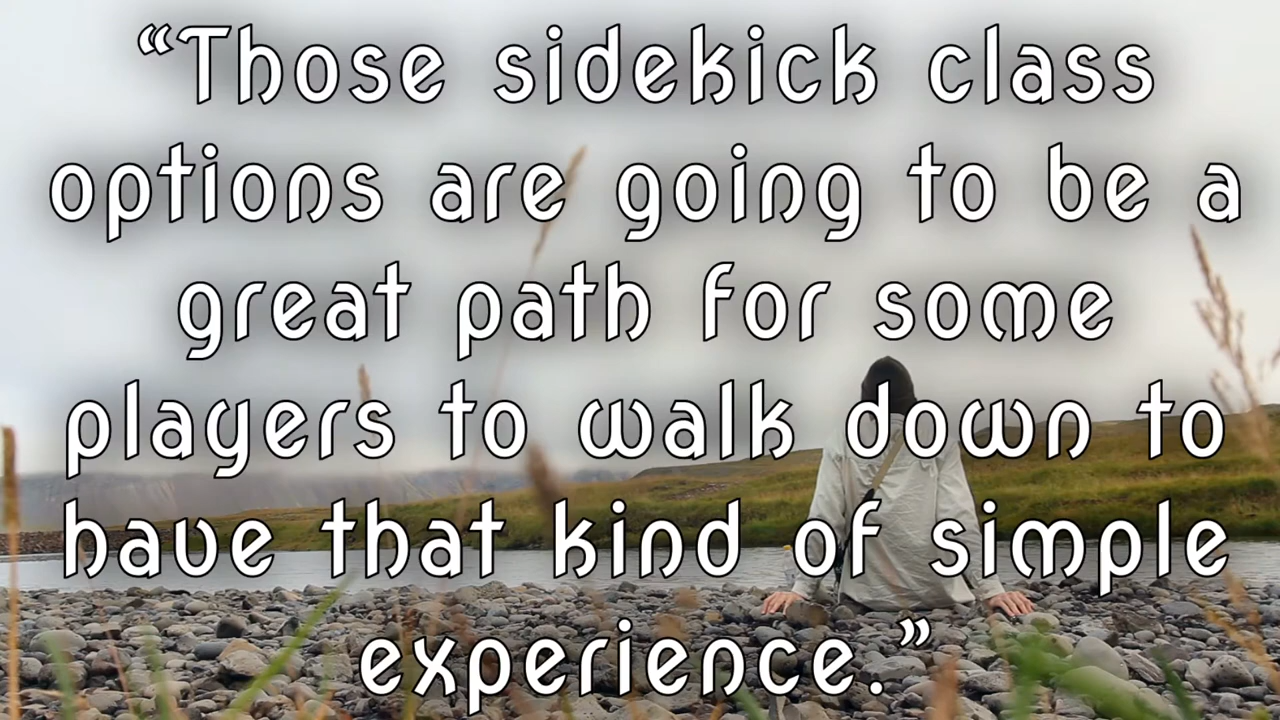 “Those sidekick class
options are going to be a
great path for some
players to walk down to
have that kind of simple
experience.”